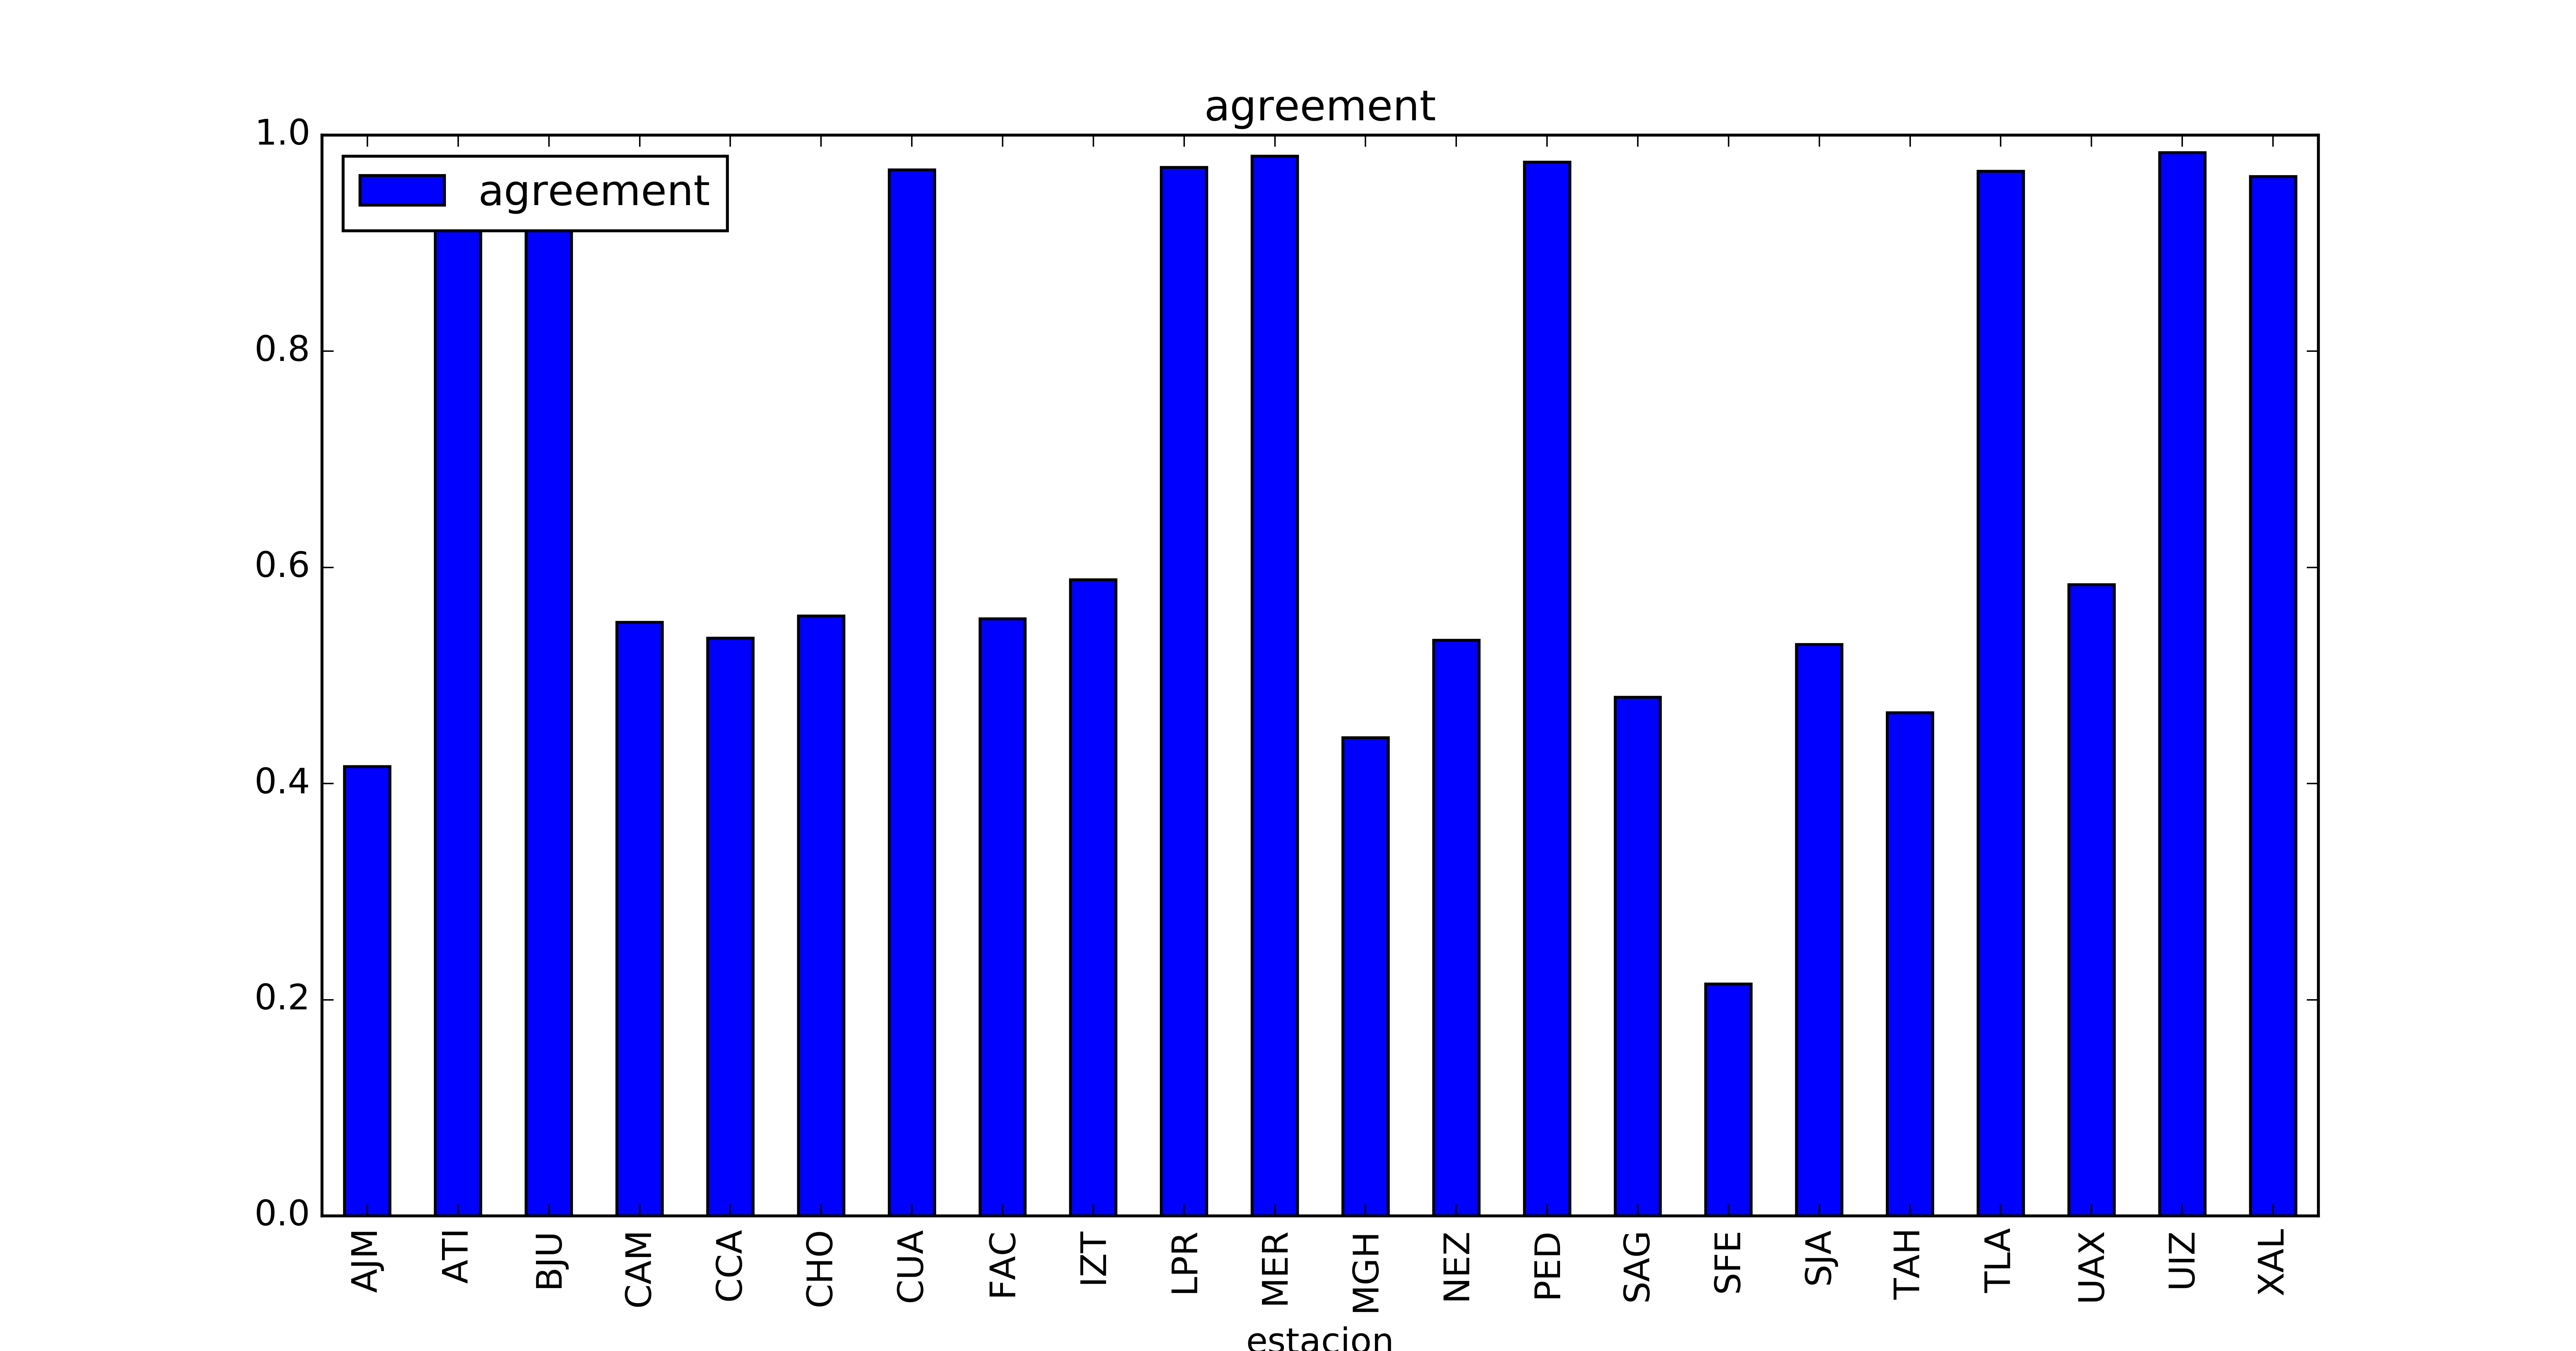 agreement
1.0
agreement
0.8
0.6
0.4
0.2
0.0
AJM ATI BJU CAM CCA CHO CUA FAC IZT LPR MER MGH NEZ PED SAG SFE SJA TAH TLA UAX UIZ XAL
estacion